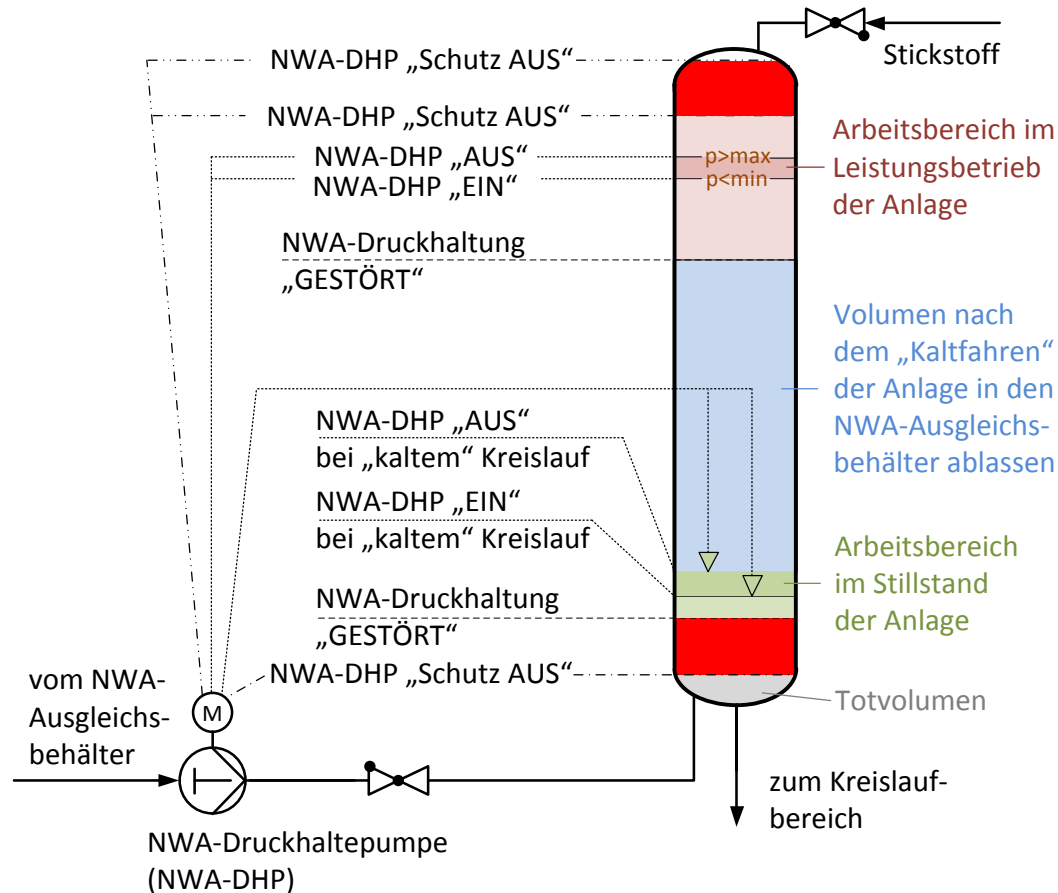 NWA-DHP „Schutz AUS“
Stickstoff
NWA-DHP „Schutz AUS“
NWA-DHP „AUS“
NWA-DHP „EIN“
p>max
p<min
Arbeitsbereich im
Leistungsbetrieb
der Anlage
NWA-Druckhaltung
„GESTÖRT“
Volumen nach
dem „Kaltfahren“
der Anlage in den
NWA-Ausgleichs-
behälter ablassen
NWA-DHP „AUS“
bei „kaltem“ Kreislauf
NWA-DHP „EIN“
bei „kaltem“ Kreislauf
Arbeitsbereich
im Stillstand
der Anlage
NWA-Druckhaltung
„GESTÖRT“
NWA-DHP „Schutz AUS“
Totvolumen
vom NWA-
Ausgleichs-
behälter
M
zum Kreislauf-
bereich
NWA-Druckhaltepumpe
(NWA-DHP)